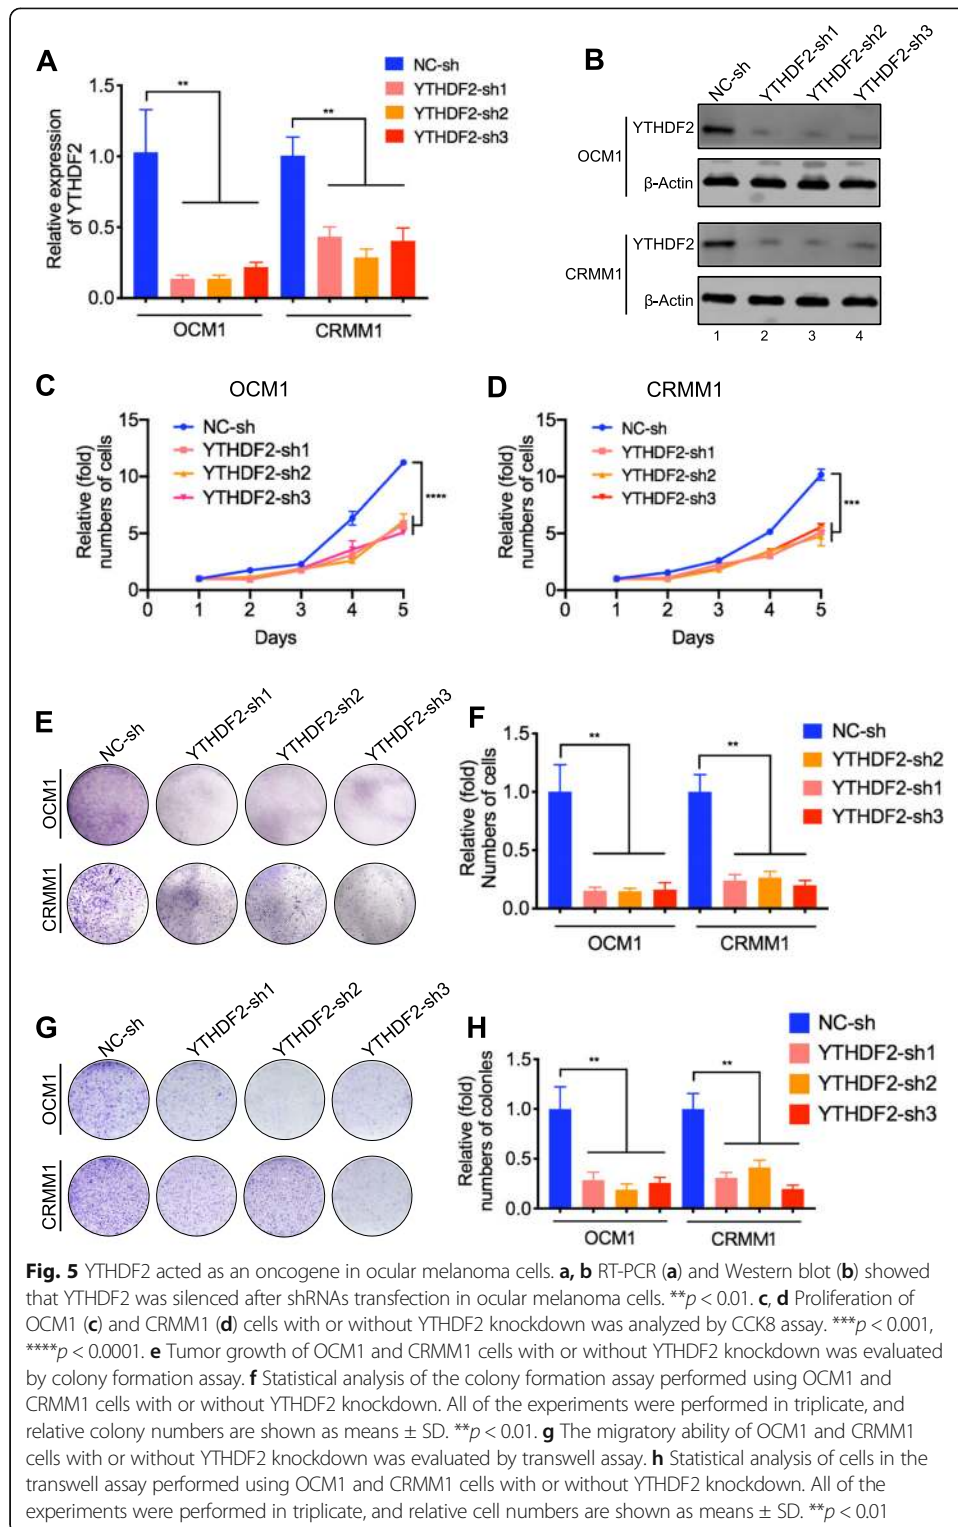 A
Relative expression
of YTHDF2
1.5
1.0
0.5
0.0
**
**
NC-sh
YTHDF2-sh1
YTHDF2-sh2
YTHDF2-sh3
OCM1
CRMM1
B
NC-sh
YTHDF2-sh1
YTHDF2-sh2
YTHDF2-sh3
OCM1
YTHDF2
β-Actin
CRMM1
YTHDF2
β-Actin
1 2 3 4
C
OCM1
Relative (fold)
numbers of cells
15
10
5
0
NC-sh
YTHDF2-sh1
YTHDF2-sh2
YTHDF2-sh3
****
0 1 2 3 4 5
Days
D
CRMM1
Relative (fold)
numbers of cells
15
10
5
0
NC-sh
YTHDF2-sh1
YTHDF2-sh2
YTHDF2-sh3
***
0 1 2 3 4 5
Days
E
NC-sh
YTHDF2-sh1
YTHDF2-sh2
YTHDF2-sh3
OCM1
CRMM1
F
Relative (fold)
Numbers of cells
1.5
1.0
0.5
0.0
**
**
NC-sh
YTHDF2-sh2
YTHDF2-sh1
YTHDF2-sh3
OCM1
CRMM1
G
NC-sh
YTHDF2-sh1
YTHDF2-sh2
YTHDF2-sh3
OCM1
CRMM1
H
Relative (fold)
numbers of colonies
1.5
1.0
0.5
0.0
**
**
NC-sh
YTHDF2-sh1
YTHDF2-sh2
YTHDF2-sh3
OCM1
CRMM1
Fig. 5 YTHDF2 acted as an oncogene in ocular melanoma cells. a, b RT-PCR (a) and Western blot (b) showed
that YTHDF2 was silenced after shRNAs transfection in ocular melanoma cells. **p < 0.01. c, d Proliferation of
OCM1 (c) and CRMM1 (d) cells with or without YTHDF2 knockdown was analyzed by CCK8 assay. ***p < 0.001,
****p < 0.0001. e Tumor growth of OCM1 and CRMM1 cells with or without YTHDF2 knockdown was evaluated
by colony formation assay. f Statistical analysis of the colony formation assay performed using OCM1 and
CRMM1 cells with or without YTHDF2 knockdown. All of the experiments were performed in triplicate, and
relative colony numbers are shown as means ± SD. **p < 0.01. g The migratory ability of OCM1 and CRMM1
cells with or without YTHDF2 knockdown was evaluated by transwell assay. h Statistical analysis of cells in the
transwell assay performed using OCM1 and CRMM1 cells with or without YTHDF2 knockdown. All of the
experiments were performed in triplicate, and relative cell numbers are shown as means ± SD. **p < 0.01